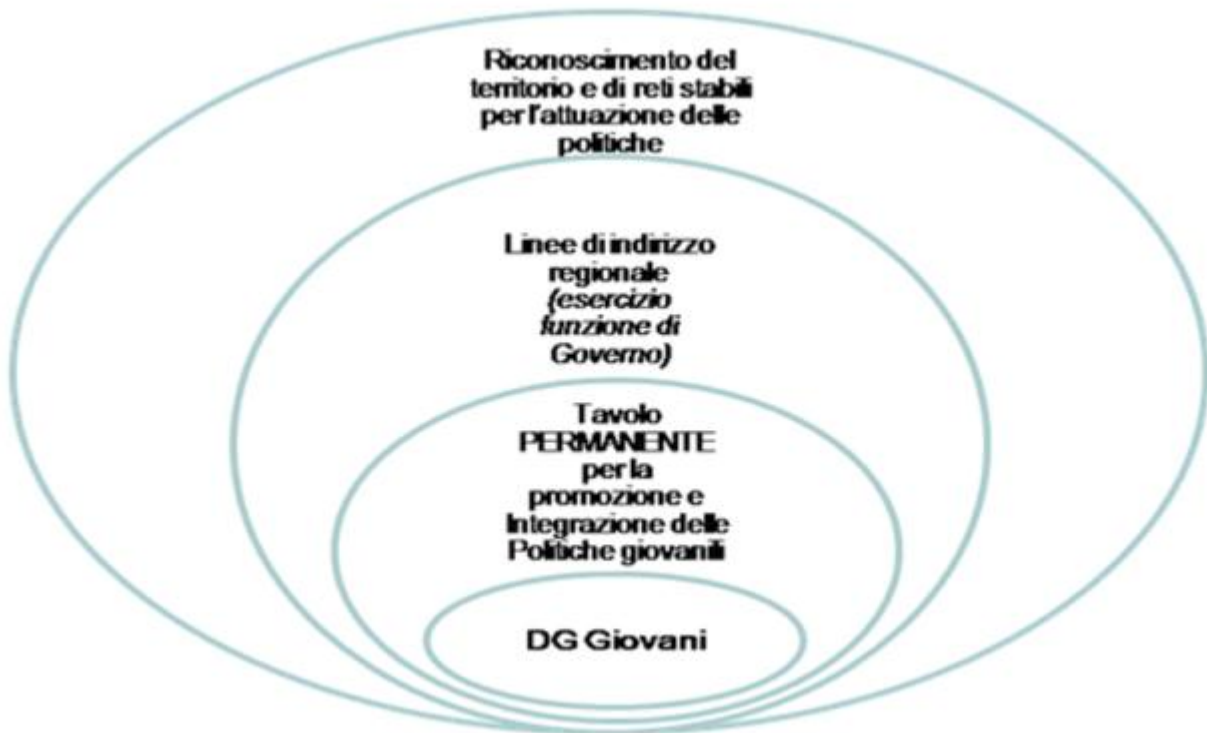 Riconoscimento del
territorio e di reti stabili
per l'attuazione delle
politiche
Linee di indirizzo
regionale
(esercizio
funzione di
Governo)
Tavolo
PERMANENTE
per la
promozione e
Integrazione delle
Politiche giovanili
DG Giovani